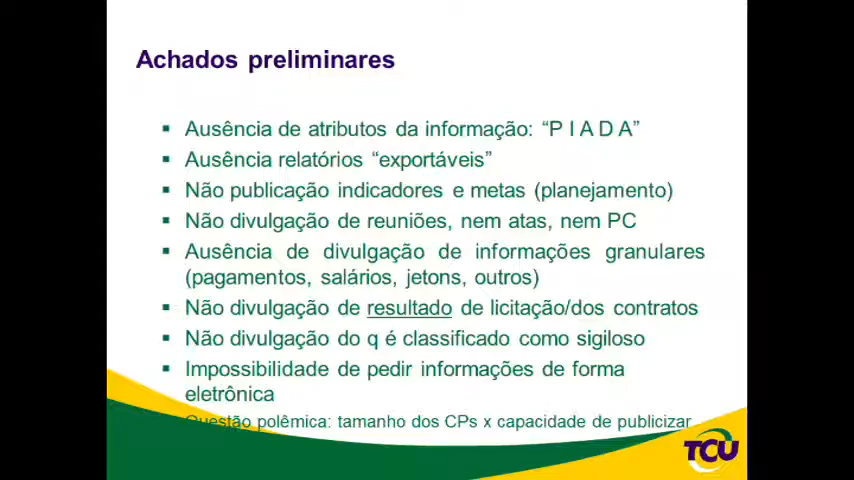 Achados preliminares
▪ Ausência de atributos da informação: “P I A D A”
▪ Ausência relatórios “exportáveis”
▪ Não publicação indicadores e metas (planejamento)
▪ Não divulgação de reuniões, nem atas, nem PC
▪ Ausência de divulgação de informações granulares
(pagamentos, salários, jetons, outros)
▪ Não divulgação de resultado de licitação/dos contratos
▪ Não divulgação do q é classificado como sigiloso
▪ Impossibilidade de pedir informações de forma
eletrônica
Questão polêmica: tamanho dos CPs x capacidade de publicizar
TCU